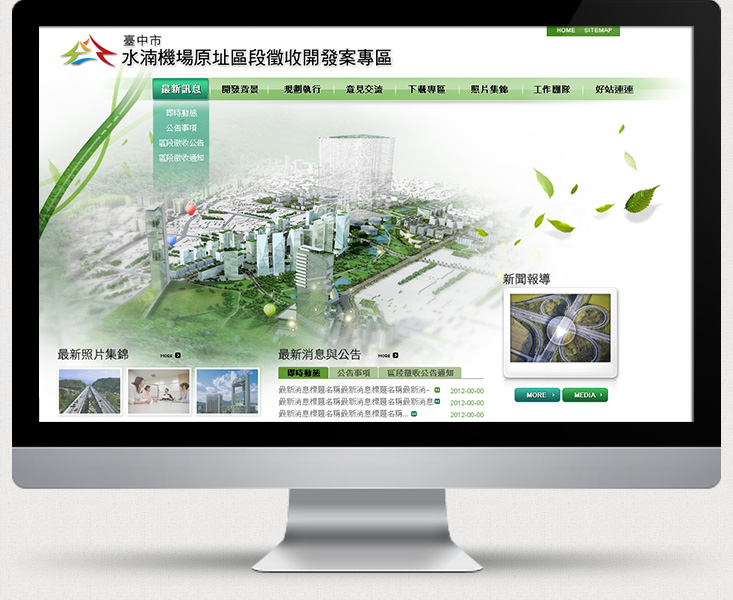 HOME SITEMAP
臺中市
水湳機場原址區段徵收開發案專區
最新訊息 開發背景 規劃執行 意見交流 下載專區 照片集錦 工作團隊 好站連連
即時動態
公告事項
區段徵收公告
區段徵收通知
新聞報導
最新照片集錦 MORE
最新消息與公告 MORE
即時動態 公告事項 區段徵收公告通知
最新消息標題名稱最新消息標題名稱最新消~ 2012-00-00
最新消息標題名稱最新消息標題名稱最新消息 2012-00-00
最新消息標題名稱最新消息標題名稱... 2012-00-00
MORE MEDIA